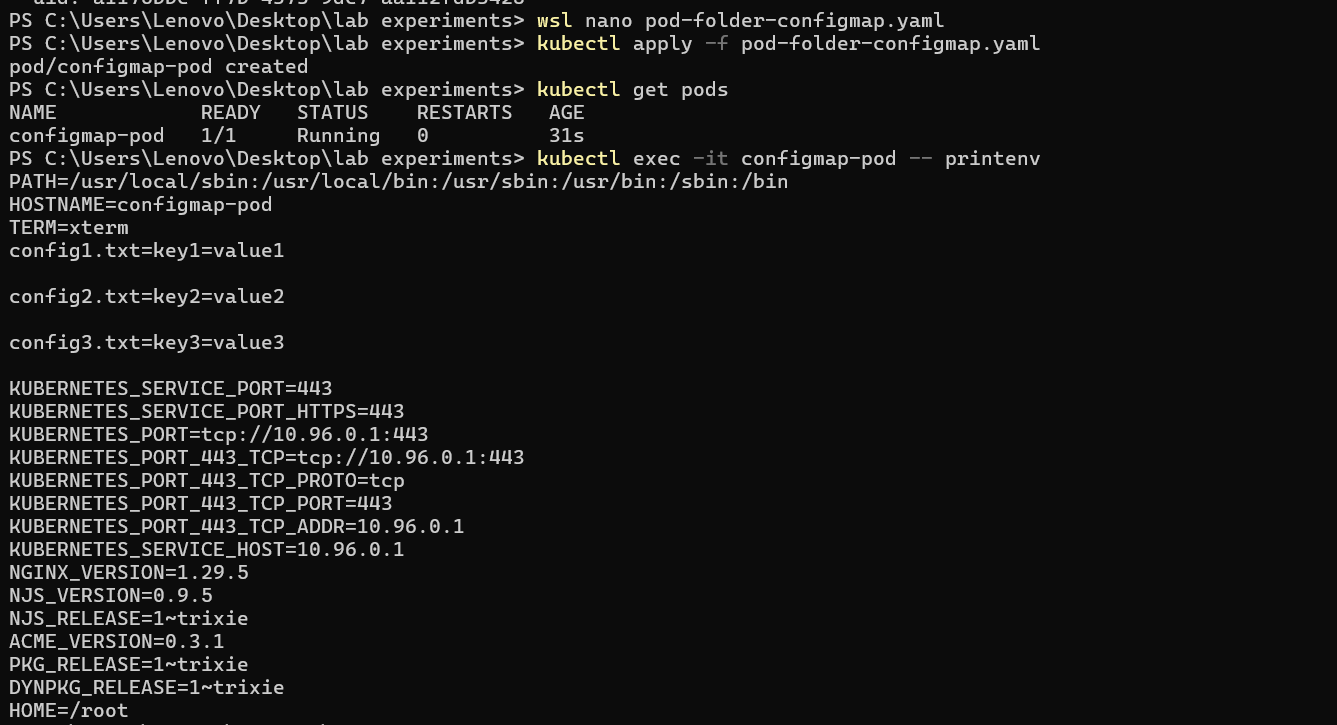 PS C:\Users\Lenovo\Desktop\lab experiments> wsl nano pod-folder-configmap.yaml
PS C:\Users\Lenovo\Desktop\lab experiments> kubectl apply -f pod-folder-configmap.yaml
pod/configmap-pod created
PS C:\Users\Lenovo\Desktop\lab experiments> kubectl get pods
NAME            READY   STATUS    RESTARTS   AGE
configmap-pod   1/1     Running   0          31s
PS C:\Users\Lenovo\Desktop\lab experiments> kubectl exec -it configmap-pod -- printenv
PATH=/usr/local/sbin:/usr/local/bin:/usr/sbin:/usr/bin:/sbin:/bin
HOSTNAME=configmap-pod
TERM=xterm
config1.txt=key1=value1
config2.txt=key2=value2
config3.txt=key3=value3
KUBERNETES_SERVICE_PORT=443
KUBERNETES_SERVICE_PORT_HTTPS=443
KUBERNETES_PORT=tcp://10.96.0.1:443
KUBERNETES_PORT_443_TCP=tcp://10.96.0.1:443
KUBERNETES_PORT_443_TCP_PROTO=tcp
KUBERNETES_PORT_443_TCP_PORT=443
KUBERNETES_PORT_443_TCP_ADDR=10.96.0.1
KUBERNETES_SERVICE_HOST=10.96.0.1
NGINX_VERSION=1.29.5
NJS_VERSION=0.9.5
NJS_RELEASE=1~trixie
ACME_VERSION=0.3.1
PKG_RELEASE=1~trixie
DYNPKG_RELEASE=1~trixie
HOME=/root